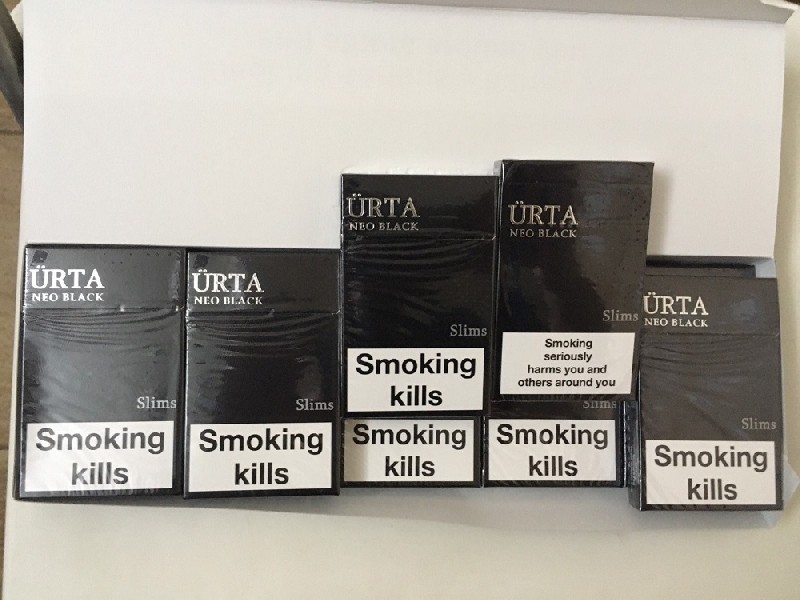 ÜRTA
NEO BLACK
Slims
Smoking
kills
ÜRTA
NEO BLACK
Slims
Smoking
kills
ÜRTA
NEO BLACK
Slims
Smoking
kills
Smoking
kills
ÜRTA
NEO BLACK
Slims
Smoking
seriously
harms you and
others around you
Slims
Smoking
kills
ÜRTA
NEO BLACK
Slims
Smoking
kills